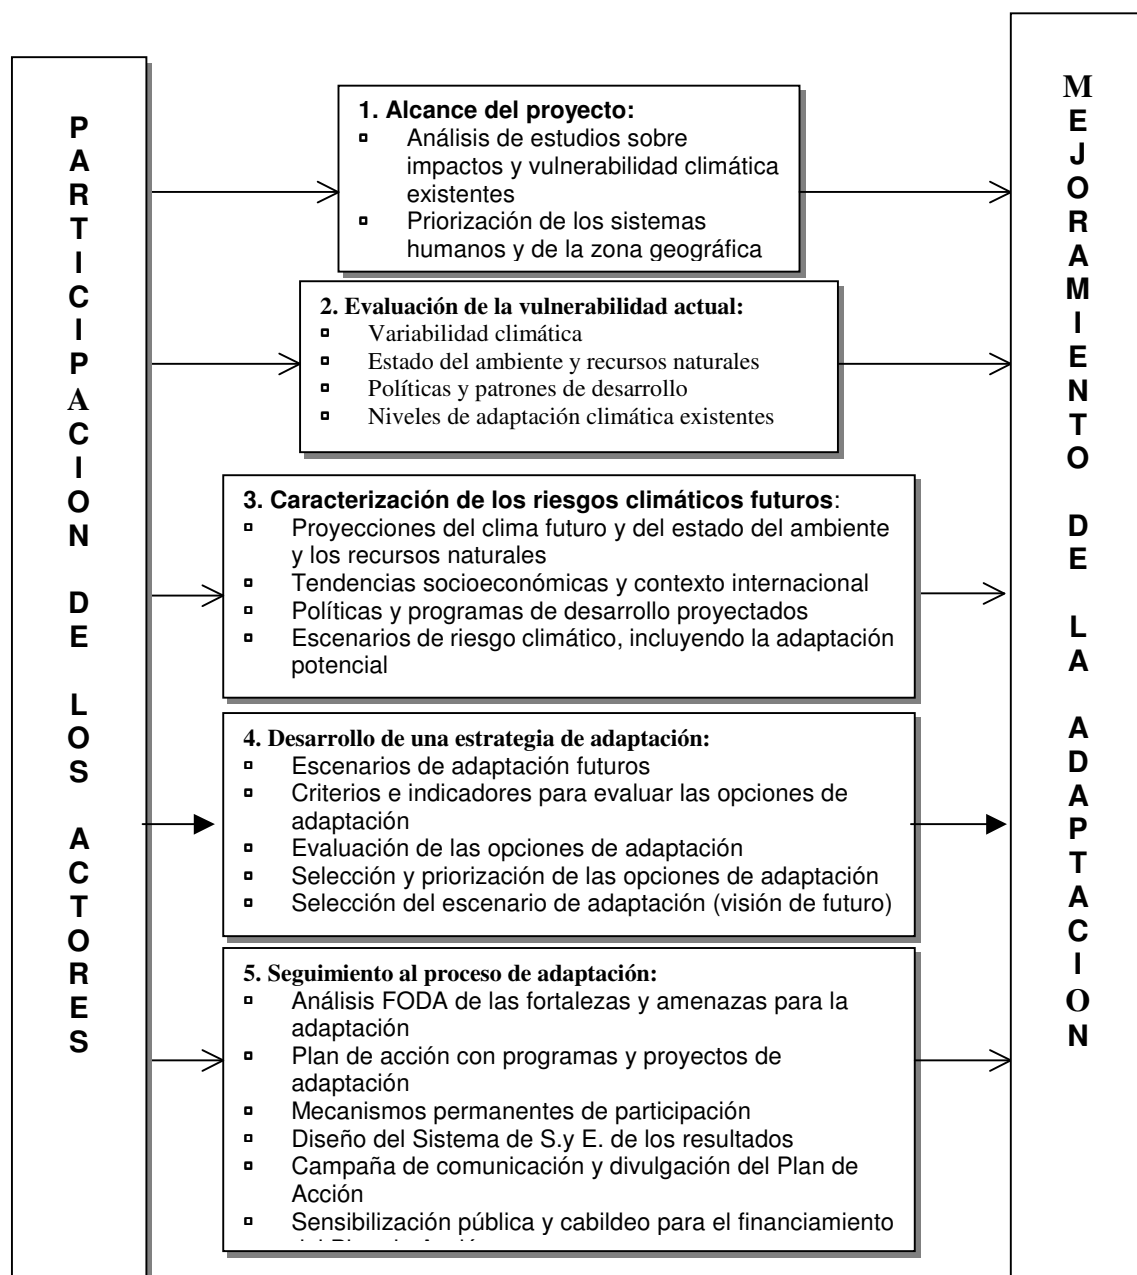 PARTICIPACION DE LOS ACTORES
1. Alcance del proyecto:
▫ Análisis de estudios sobre
impactos y vulnerabilidad climática
existentes
▫ Priorización de los sistemas
humanos y de la zona geográfica
2. Evaluación de la vulnerabilidad actual:
▫ Variabilidad climática
▫ Estado del ambiente y recursos naturales
▫ Políticas y patrones de desarrollo
▫ Niveles de adaptación climática existentes
3. Caracterización de los riesgos climáticos futuros:
▫ Proyecciones del clima futuro y del estado del ambiente
y los recursos naturales
▫ Tendencias socioeconómicas y contexto internacional
▫ Políticas y programas de desarrollo proyectados
▫ Escenarios de riesgo climático, incluyendo la adaptación
potencial
4. Desarrollo de una estrategia de adaptación:
▫ Escenarios de adaptación futuros
▫ Criterios e indicadores para evaluar las opciones de
adaptación
▫ Evaluación de las opciones de adaptación
▫ Selección y priorización de las opciones de adaptación
▫ Selección del escenario de adaptación (visión de futuro)
5. Seguimiento al proceso de adaptación:
▫ Análisis FODA de las fortalezas y amenazas para la
adaptación
▫ Plan de acción con programas y proyectos de
adaptación
▫ Mecanismos permanentes de participación
▫ Diseño del Sistema de S.y E. de los resultados
▫ Campaña de comunicación y divulgación del Plan de
Acción
▫ Sensibilización pública y cabildeo para el financiamiento
MEJORAMIENTO DE LA ADAPTACION